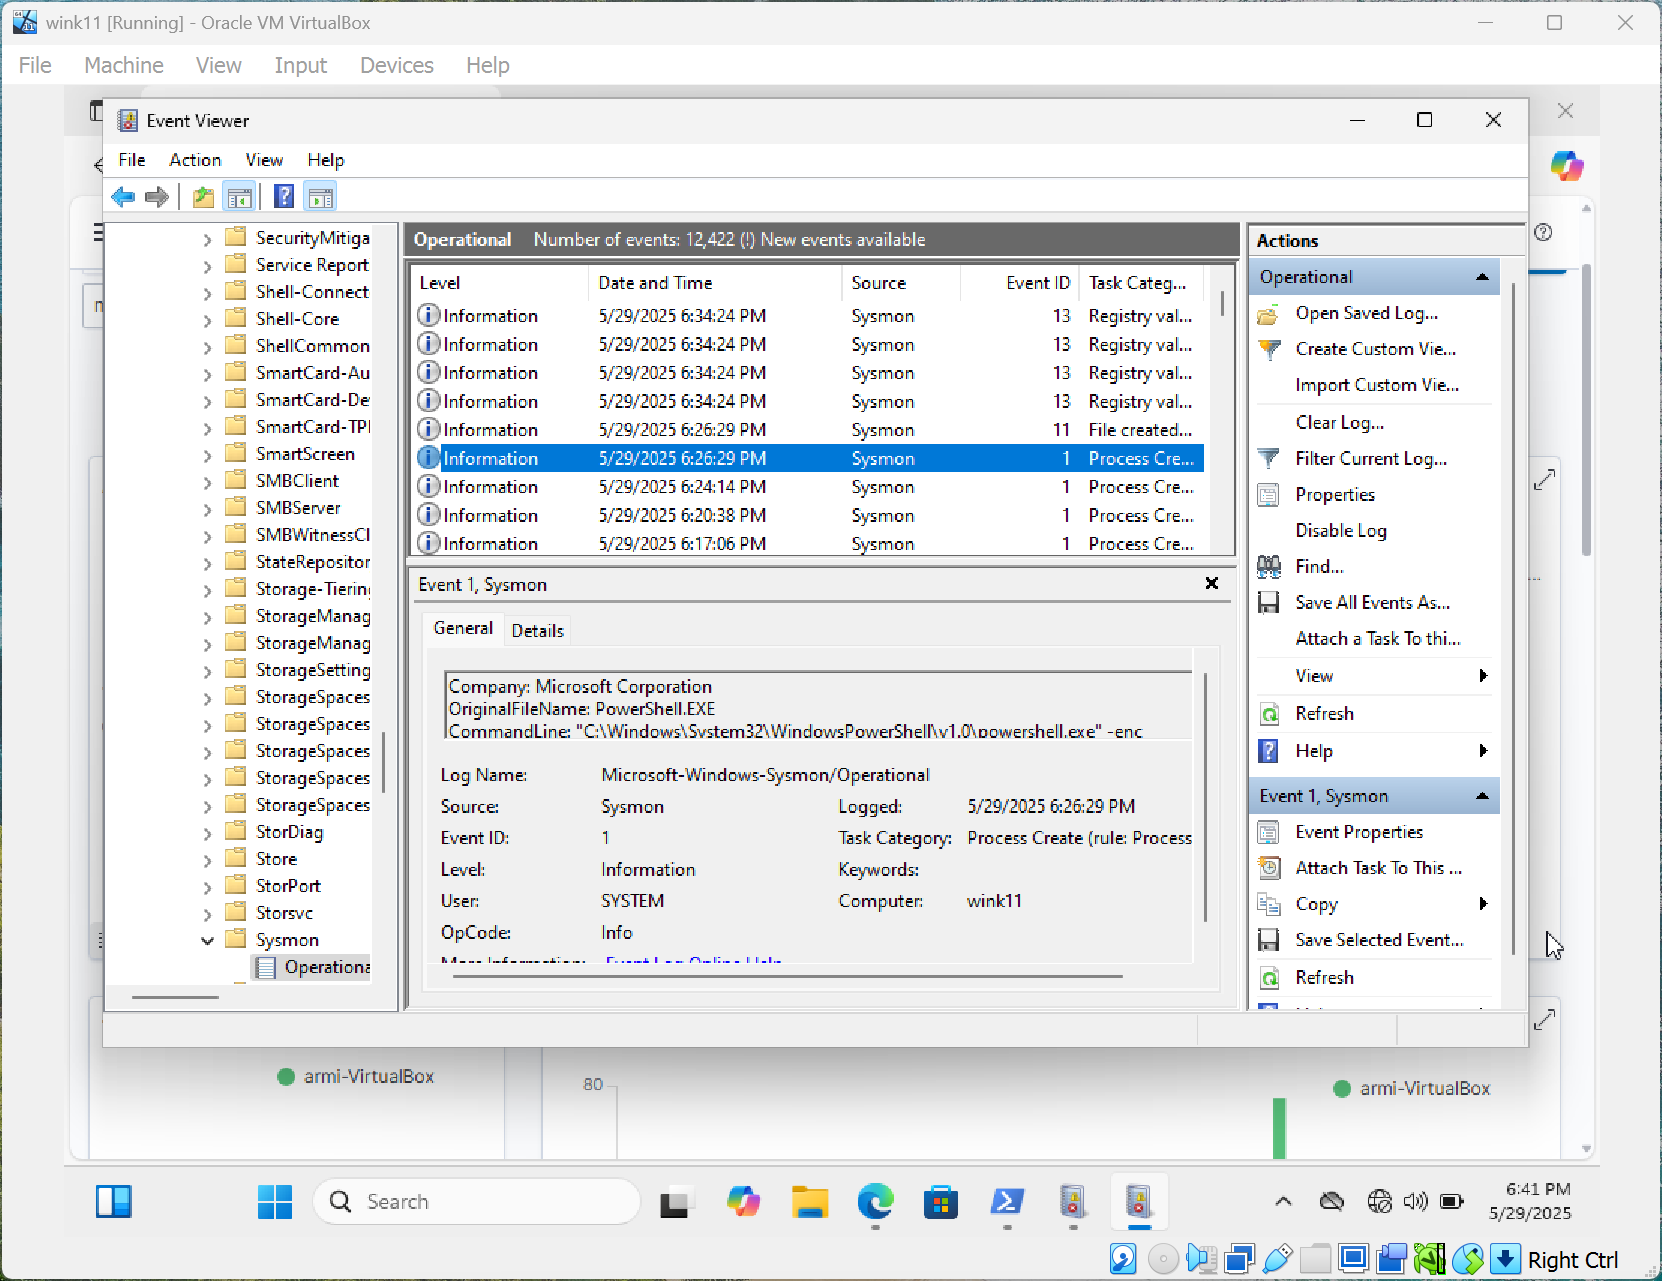 wink11 [Running] - Oracle VM VirtualBox
File Machine View Input Devices Help
Event Viewer
File Action View Help
SecurityMitiga
Service Report
Shell-Connect
Shell-Core
ShellCommon
SmartCard-Au
SmartCard-De
SmartCard-TPI
SmartScreen
SMBClient
SMBServer
SMBWitnessCl
StateRepositor
Storage-Tiering
StorageManag
StorageManag
StorageSetting
StorageSpaces
StorageSpaces
StorageSpaces
StorageSpaces
StorageSpaces
StorDiag
Store
StorPort
Storsvc
Sysmon
Operationa
Operational Number of events: 12,422 (!) New events available
Level Date and Time Source Event ID Task Categ...
Information 5/29/2025 6:34:24 PM Sysmon 13 Registry val...
Information 5/29/2025 6:34:24 PM Sysmon 13 Registry val...
Information 5/29/2025 6:34:24 PM Sysmon 13 Registry val...
Information 5/29/2025 6:34:24 PM Sysmon 13 Registry val...
Information 5/29/2025 6:26:29 PM Sysmon 11 File created...
Information 5/29/2025 6:26:29 PM Sysmon 1 Process Cre...
Information 5/29/2025 6:24:14 PM Sysmon 1 Process Cre...
Information 5/29/2025 6:20:38 PM Sysmon 1 Process Cre...
Information 5/29/2025 6:17:06 PM Sysmon 1 Process Cre...
Event 1, Sysmon
General Details
Company: Microsoft Corporation
OriginalFileName: PowerShell.EXE
CommandLine: "C:\Windows\System32\WindowsPowerShell\v1.0\powershell.exe" -enc
Log Name: Microsoft-Windows-Sysmon/Operational
Source: Sysmon Logged: 5/29/2025 6:26:29 PM
Event ID: 1 Task Category: Process Create (rule: Process
Level: Information Keywords:
User: SYSTEM Computer: wink11
OpCode: Info
More Information: Event Log Online Help
Actions
Operational
Open Saved Log...
Create Custom Vie...
Import Custom Vie...
Clear Log...
Filter Current Log...
Properties
Disable Log
Find...
Save All Events As...
Attach a Task To thi...
View
Refresh
Help
Event 1, Sysmon
Event Properties
Attach Task To This ...
Copy
Save Selected Event...
Refresh
armi-VirtualBox
80
armi-VirtualBox
Search
6:41 PM
5/29/2025
Right Ctrl